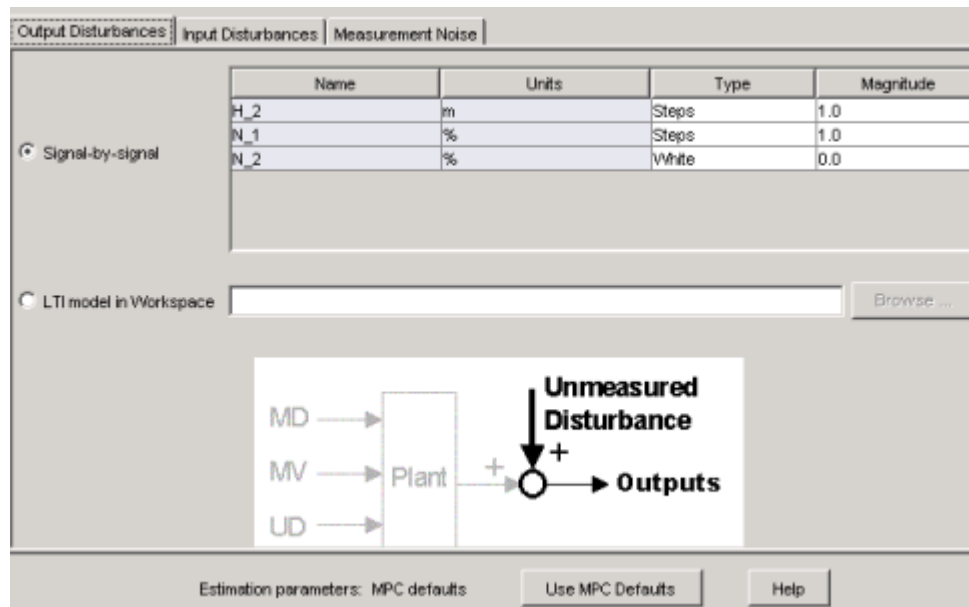 Output Disturbances Input Disturbances Measurement Noise
Name Units Type Magnitude
H_2 m Steps 1.0
N_1 % Steps 1.0
N_2 % White 0.0
Signal-by-signal
LTI model in Workspace Browse ...
Unmeasured
Disturbance
MD
MV
UD
Plant
+
+
Outputs
Estimation parameters: MPC defaults Use MPC Defaults Help